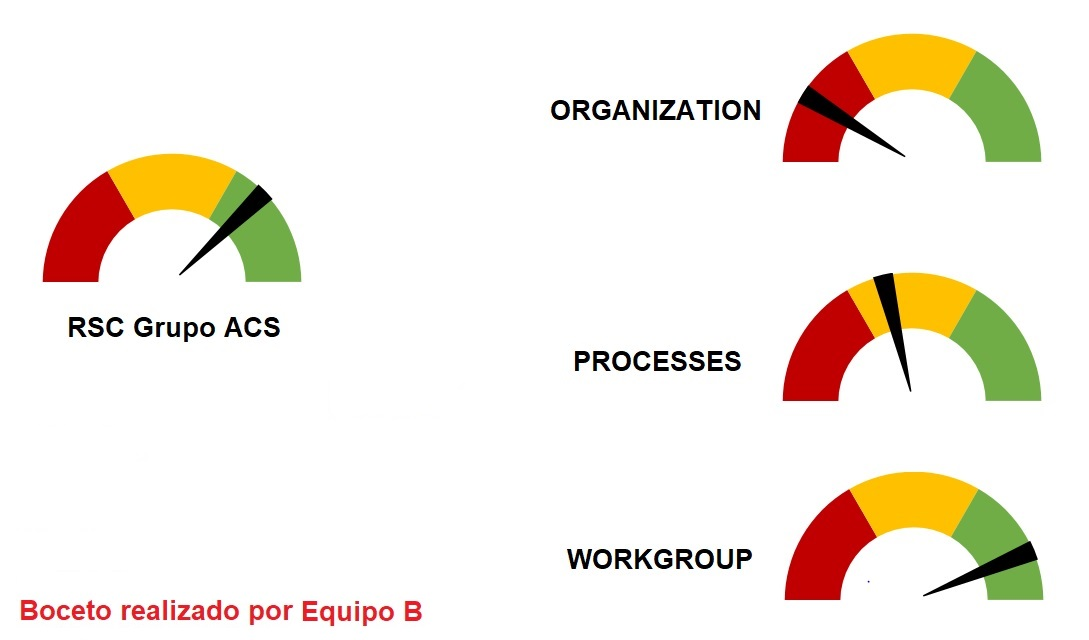 ORGANIZATION
RSC Grupo ACS
PROCESSES
WORKGROUP
Boceto realizado por Equipo B